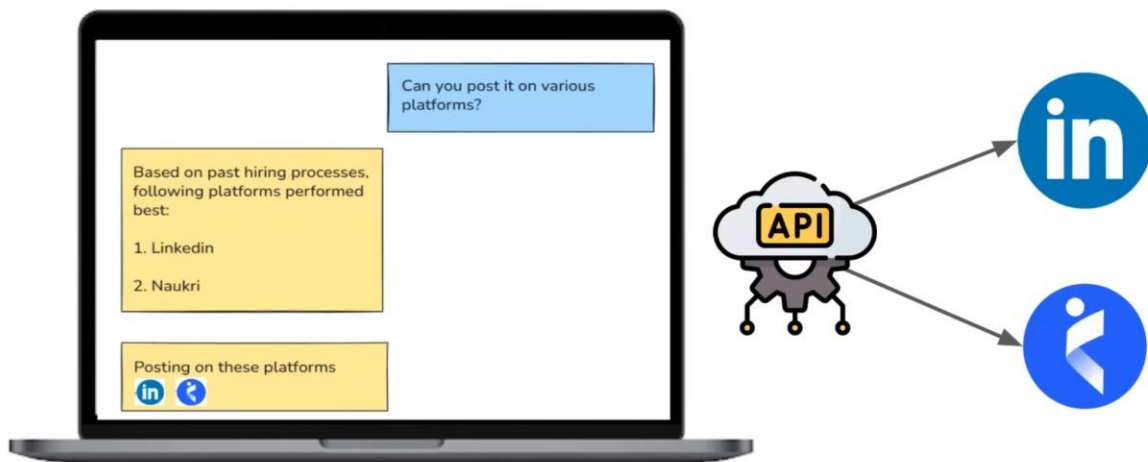 Can you post it on various
platforms?
Based on past hiring processes,
following platforms performed
best:
1. Linkedin
2. Naukri
Posting on these platforms
in
API
in